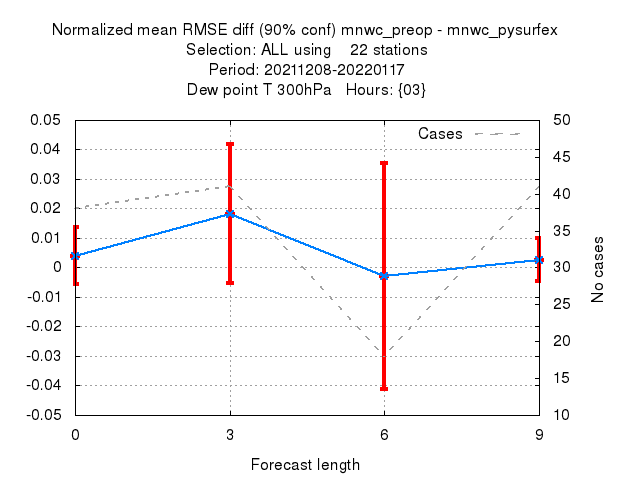 Normalized mean RMSE diff (90% conf) mnwc_preop - mnwc_pysurfex
Selection: ALL using    22 stations
Period: 20211208-20220117
Dew point T 300hPa   Hours: {03}
Cases
0.05
0.04
0.03
0.02
0.01
0
-0.01
-0.02
-0.03
-0.04
-0.05
50
45
40
35
30
25
20
15
10
No cases
0 3 6 9
Forecast length